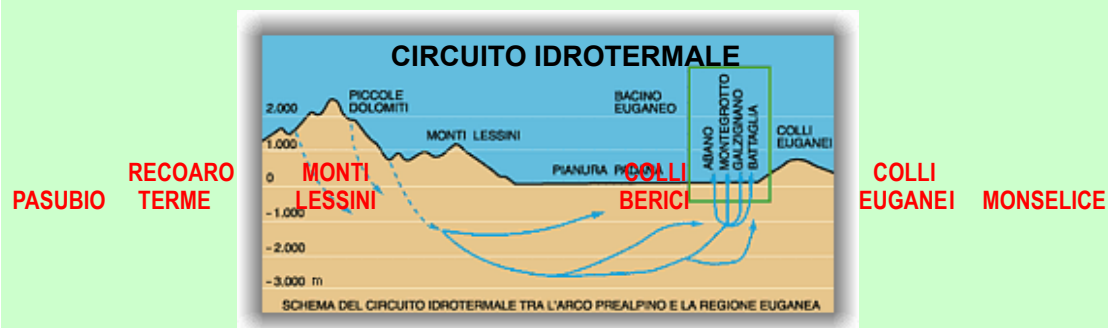 CIRCUITO IDROTERMALE
PICCOLE
DOLOMITI
BACINO
EUGANEO
ABANO
MONTEGROTTO
GALZIGNANO
BATTAGLIA
2.000
MONTI LESSINI
COLLI
EUGANEI
1.000
PIANURA PADANA
0
RECOARO
TERME
MONTI
LESSINI
COLLI
BERICI
COLLI
EUGANEI
PASUBIO
MONSELICE
-1.000
-2.000
-3.000 m
SCHEMA DEL CIRCUITO IDROTERMALE TRA L'ARCO PREALPINO E LA REGIONE EUGANEA